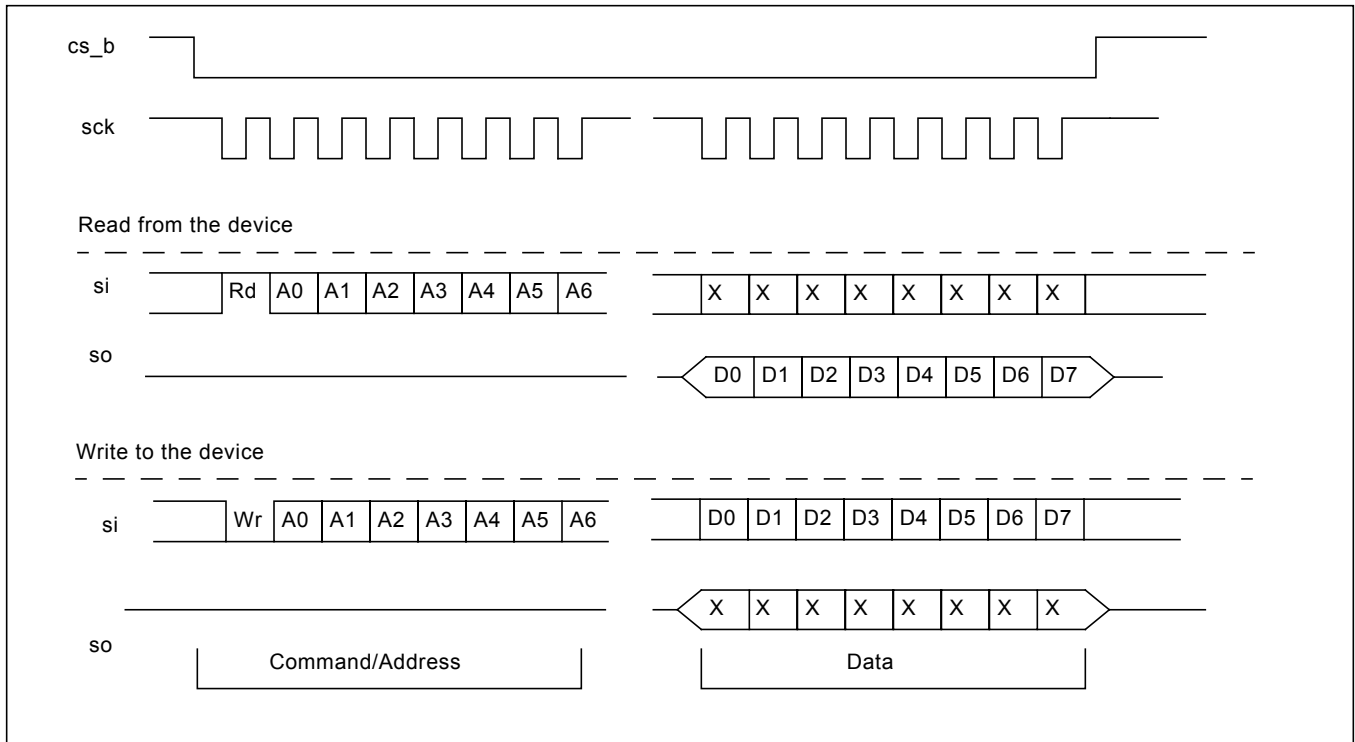 cs_b
sck
Read from the device
si Rd A0 A1 A2 A3 A4 A5 A6 X X X X X X X X
so D0 D1 D2 D3 D4 D5 D6 D7
Write to the device
si Wr A0 A1 A2 A3 A4 A5 A6 D0 D1 D2 D3 D4 D5 D6 D7
so X X X X X X X X
Command/Address Data